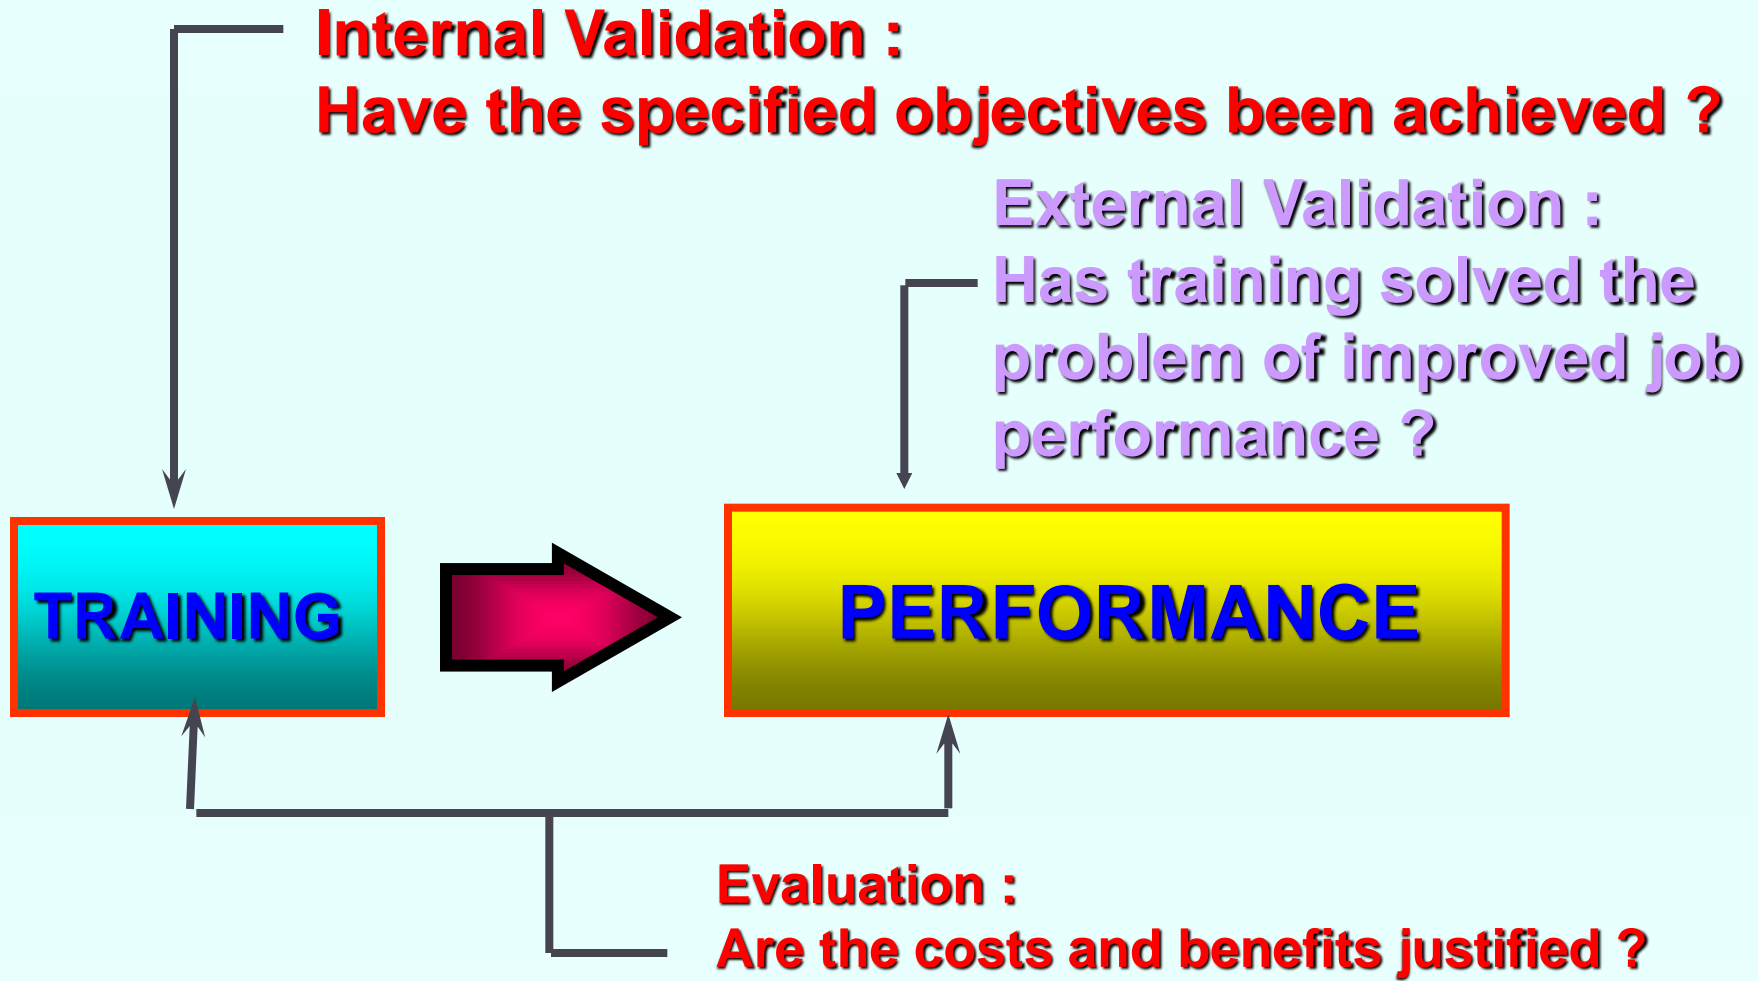 Internal Validation :
Have the specified objectives been achieved ?
External Validation :
Has training solved the
problem of improved job
performance ?
TRAINING
PERFORMANCE
Evaluation :
Are the costs and benefits justified ?